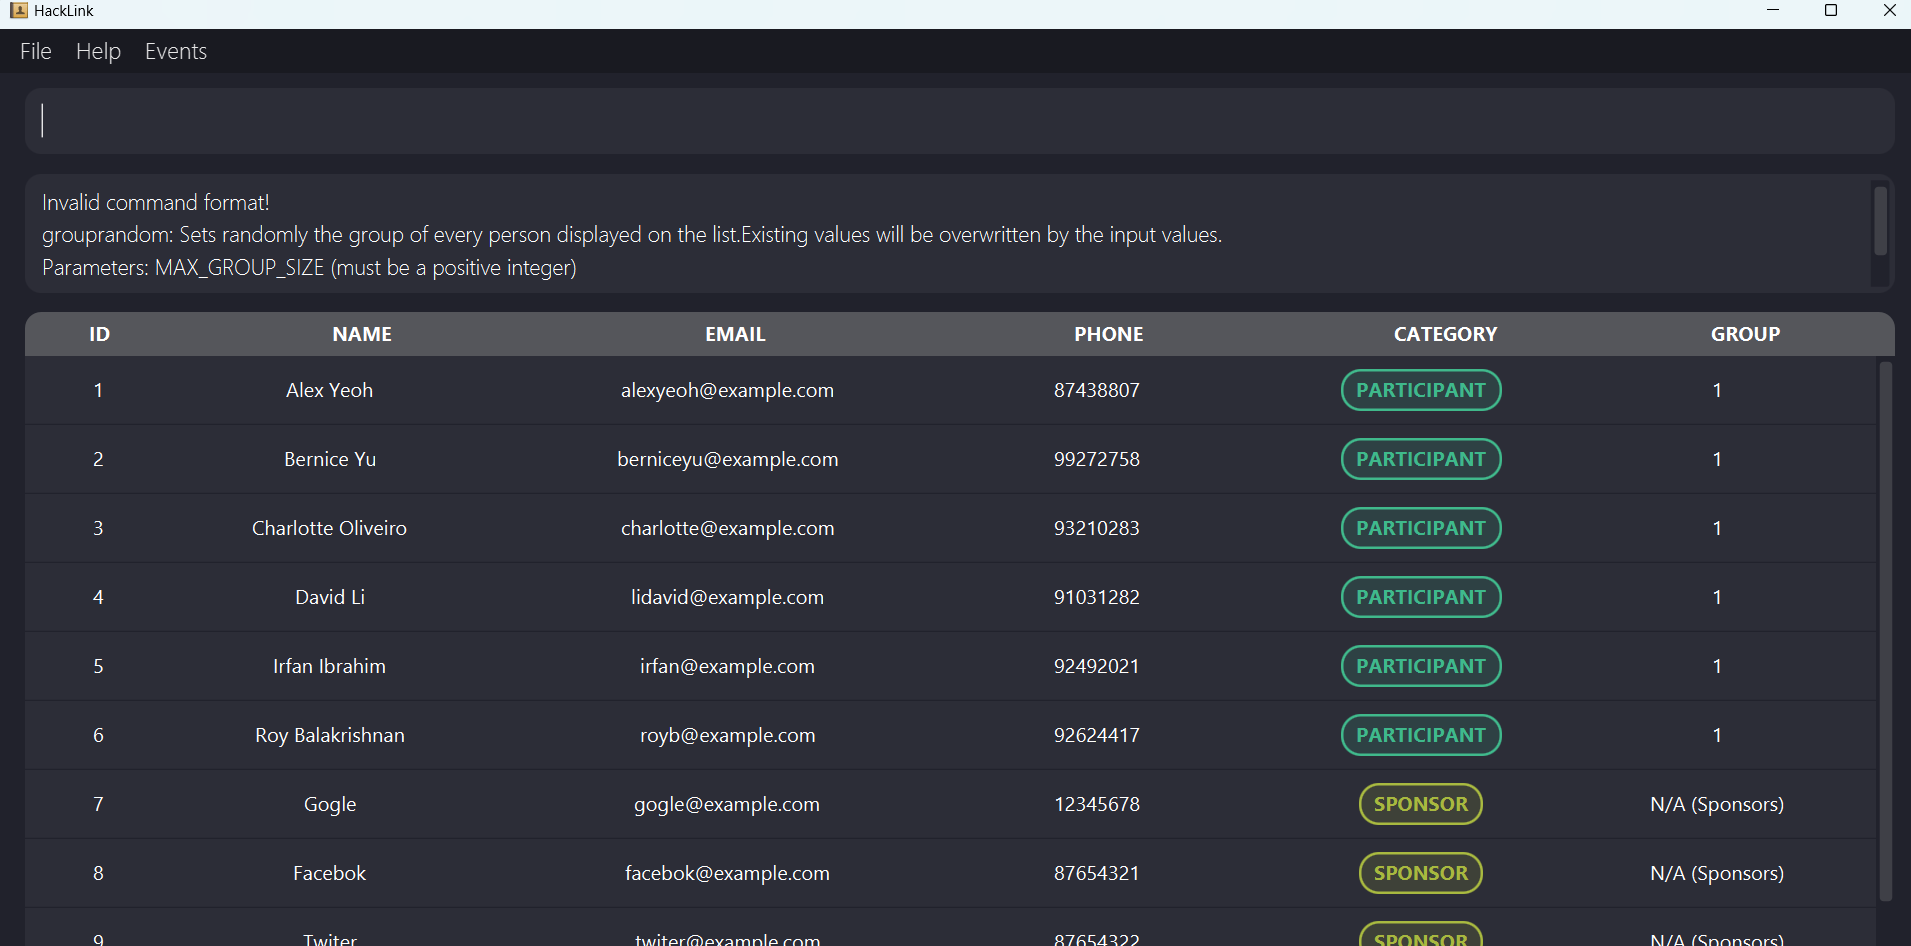 HackLink
File Help Events
Invalid command format!
grouprandom: Sets randomly the group of every person displayed on the list.Existing values will be overwritten by the input values.
Parameters: MAX_GROUP_SIZE (must be a positive integer)
ID NAME EMAIL PHONE CATEGORY GROUP
1 Alex Yeoh alexyeoh@example.com 87438807 PARTICIPANT 1
2 Bernice Yu berniceyu@example.com 99272758 PARTICIPANT 1
3 Charlotte Oliveiro charlotte@example.com 93210283 PARTICIPANT 1
4 David Li lidavid@example.com 91031282 PARTICIPANT 1
5 Irfan Ibrahim irfan@example.com 92492021 PARTICIPANT 1
6 Roy Balakrishnan royb@example.com 92624417 PARTICIPANT 1
7 Gogle gogle@example.com 12345678 SPONSOR N/A (Sponsors)
8 Facebok facebok@example.com 87654321 SPONSOR N/A (Sponsors)
9 Twiter twiter@example.com 87654322 SPONSOR N/A (Sponsors)